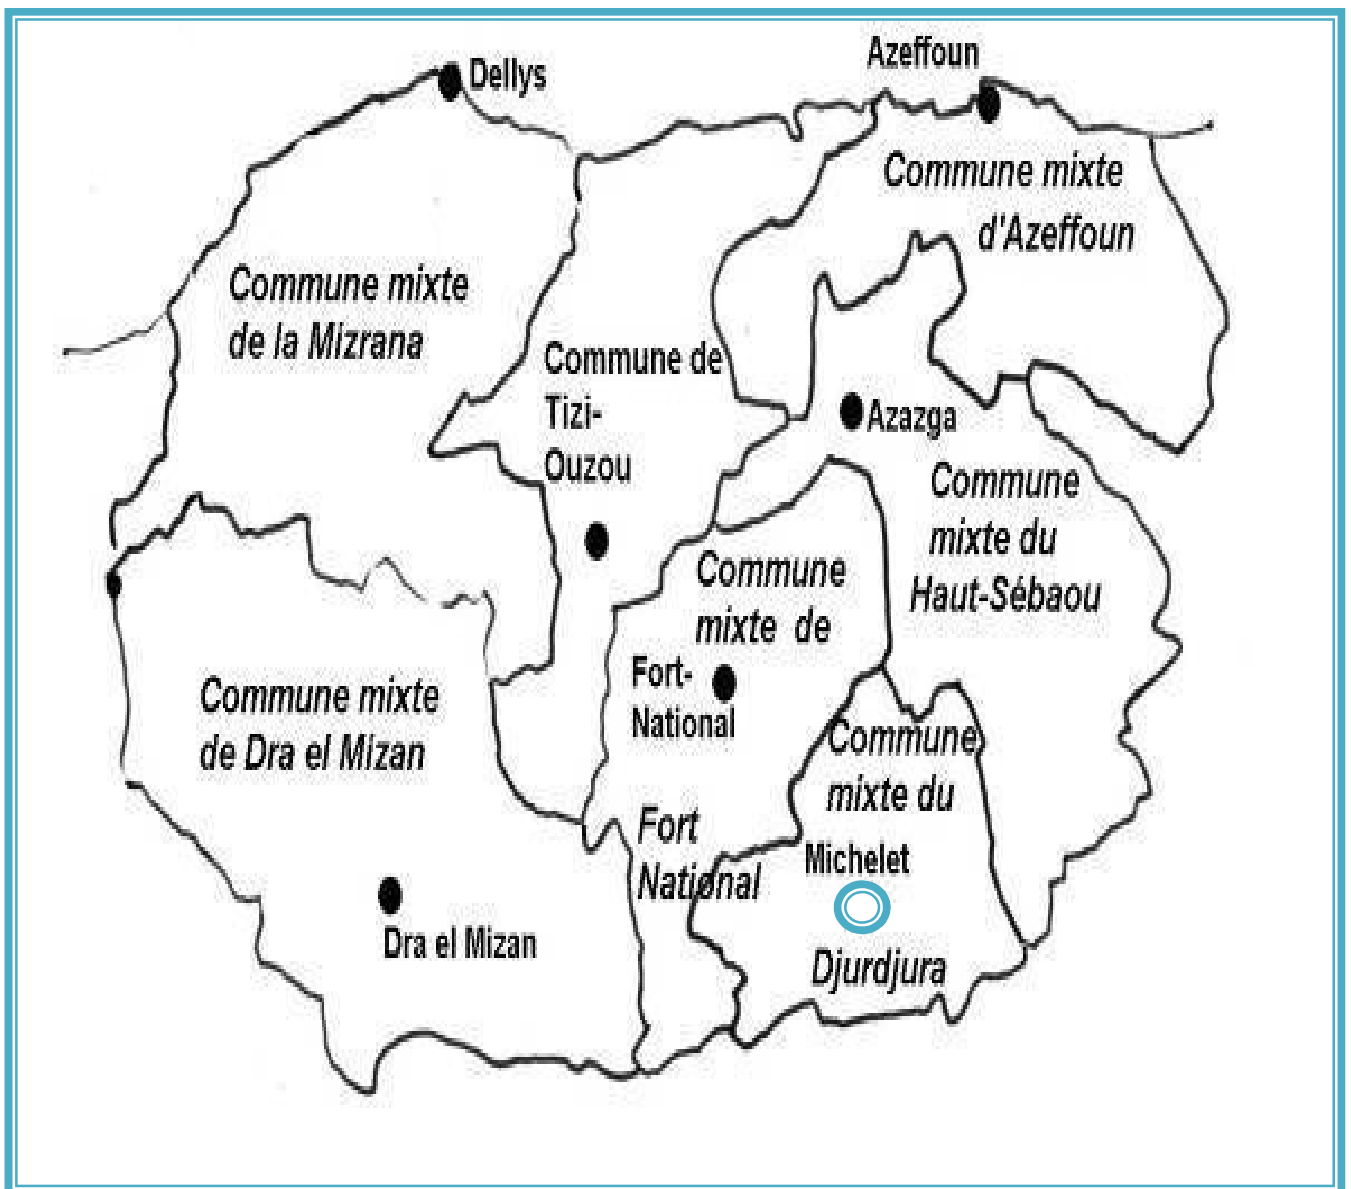 Azeffoun
Dellys
Commune mixte
d'Azeffoun
Commune mixte
de la Mizrana
Commune de
Tizi-
Ouzou
Azazga
Commune
mixte du
Haut-Sébaou
Commune
mixte de
Fort-
National
Commune mixte
de Dra el Mizan
Commune
mixte du
Fort
National
Michelet
Dra el Mizan
Djurdjura